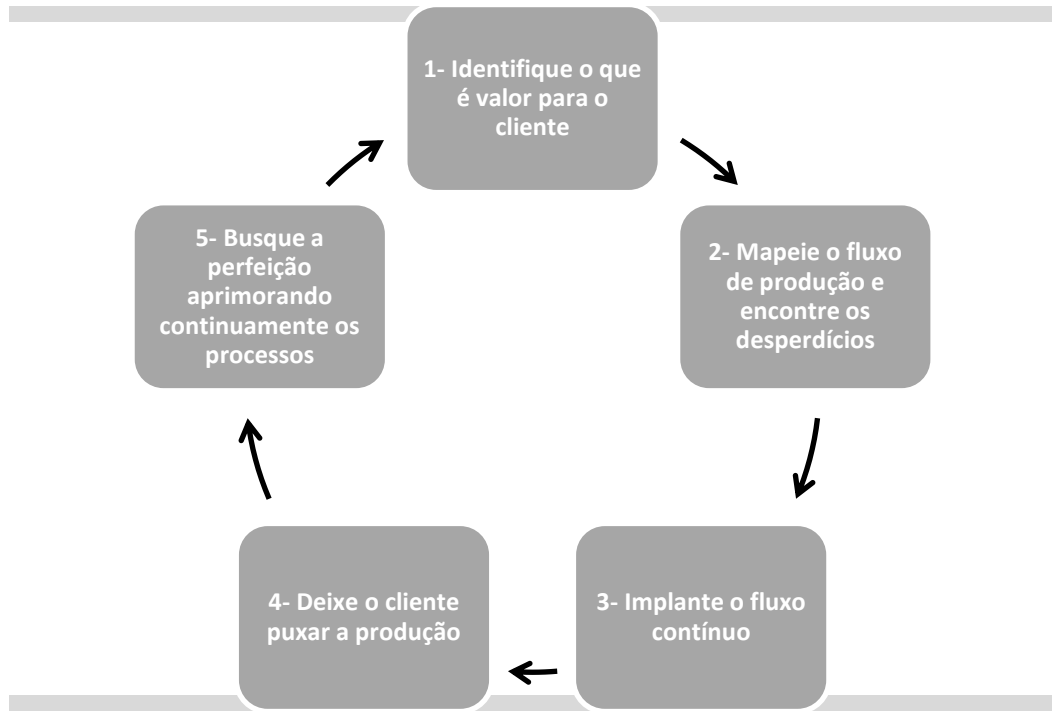 1- Identifique o que
é valor para o
cliente
2- Mapeie o fluxo
de produção e
encontre os
desperdícios
3- Implante o fluxo
contínuo
4- Deixe o cliente
puxar a produção
5- Busque a
perfeição
aprimorando
continuamente os
processos